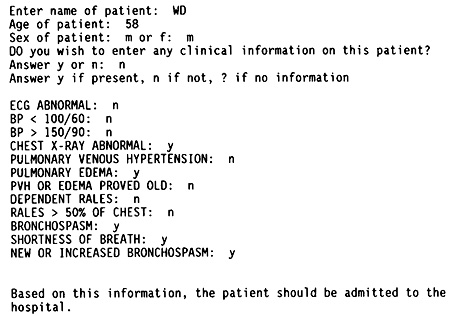 Enter name of patient: WD
Age of patient: 58
Sex of patient: m or f: m
DO you wish to enter any clinical information on this patient?
Answer y or n: n
Answer y if present, n if not, ? if no information
ECG ABNORMAL: n
BP < 100/60: n
BP > 150/90: n
CHEST X-RAY ABNORMAL: y
PULMONARY VENOUS HYPERTENSION: n
PULMONARY EDEMA: y
PVH OR EDEMA PROVED OLD: n
DEPENDENT RALES: n
RALES > 50% OF CHEST: n
BRONCHOSPASM: y
SHORTNESS OF BREATH: y
NEW OR INCREASED BRONCHOSPASM: y
Based on this information, the patient should be admitted to the
hospital.